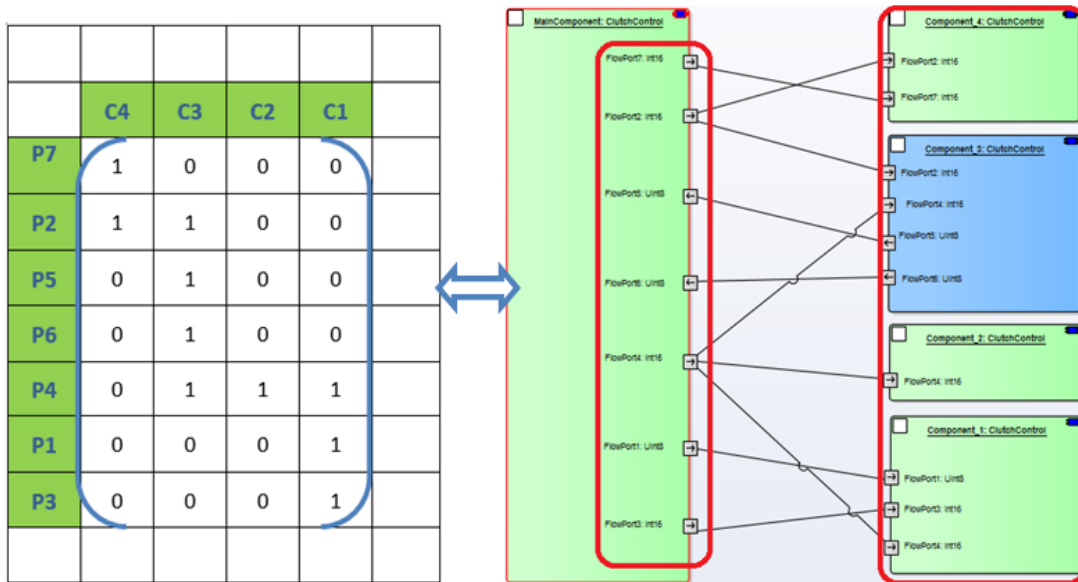 C4 C3 C2 C1
P7 1 0 0 0
P2 1 1 0 0
P5 0 1 0 0
P6 0 1 0 0
P4 0 1 1 1
P1 0 0 0 1
P3 0 0 0 1
MainComponent: ClutchControl
FlowPort7: Int16
FlowPort2: Int16
FlowPort5: UInt8
FlowPort6: UInt8
FlowPort4: Int16
FlowPort1: UInt8
FlowPort3: Int16
Component_4: ClutchControl
FlowPort2: Int16
FlowPort7: Int16
Component_3: ClutchControl
FlowPort2: Int16
FlowPort4: Int16
FlowPort5: UInt8
FlowPort6: UInt8
Component_2: ClutchControl
FlowPort4: Int16
Component_1: ClutchControl
FlowPort1: UInt8
FlowPort3: Int16
FlowPort4: Int16